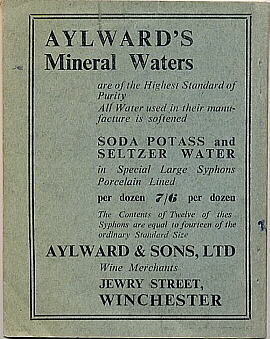 AYLWARD'S
Mineral Waters
are of the Highest Standard of
Purity
All Water used in their manu-
facture is softened
SODA POTASS and
SELTZER WATER
in Special Large Syphons
Porcelain Lined
per dozen 7/6 per dozen
The Contents of Twelve of thes
Syphons are equal to fourteen of the
ordinary Standard Size
AYLWARD & SONS, LTD
Wine Merchants
JEWRY STREET,
WINCHESTER